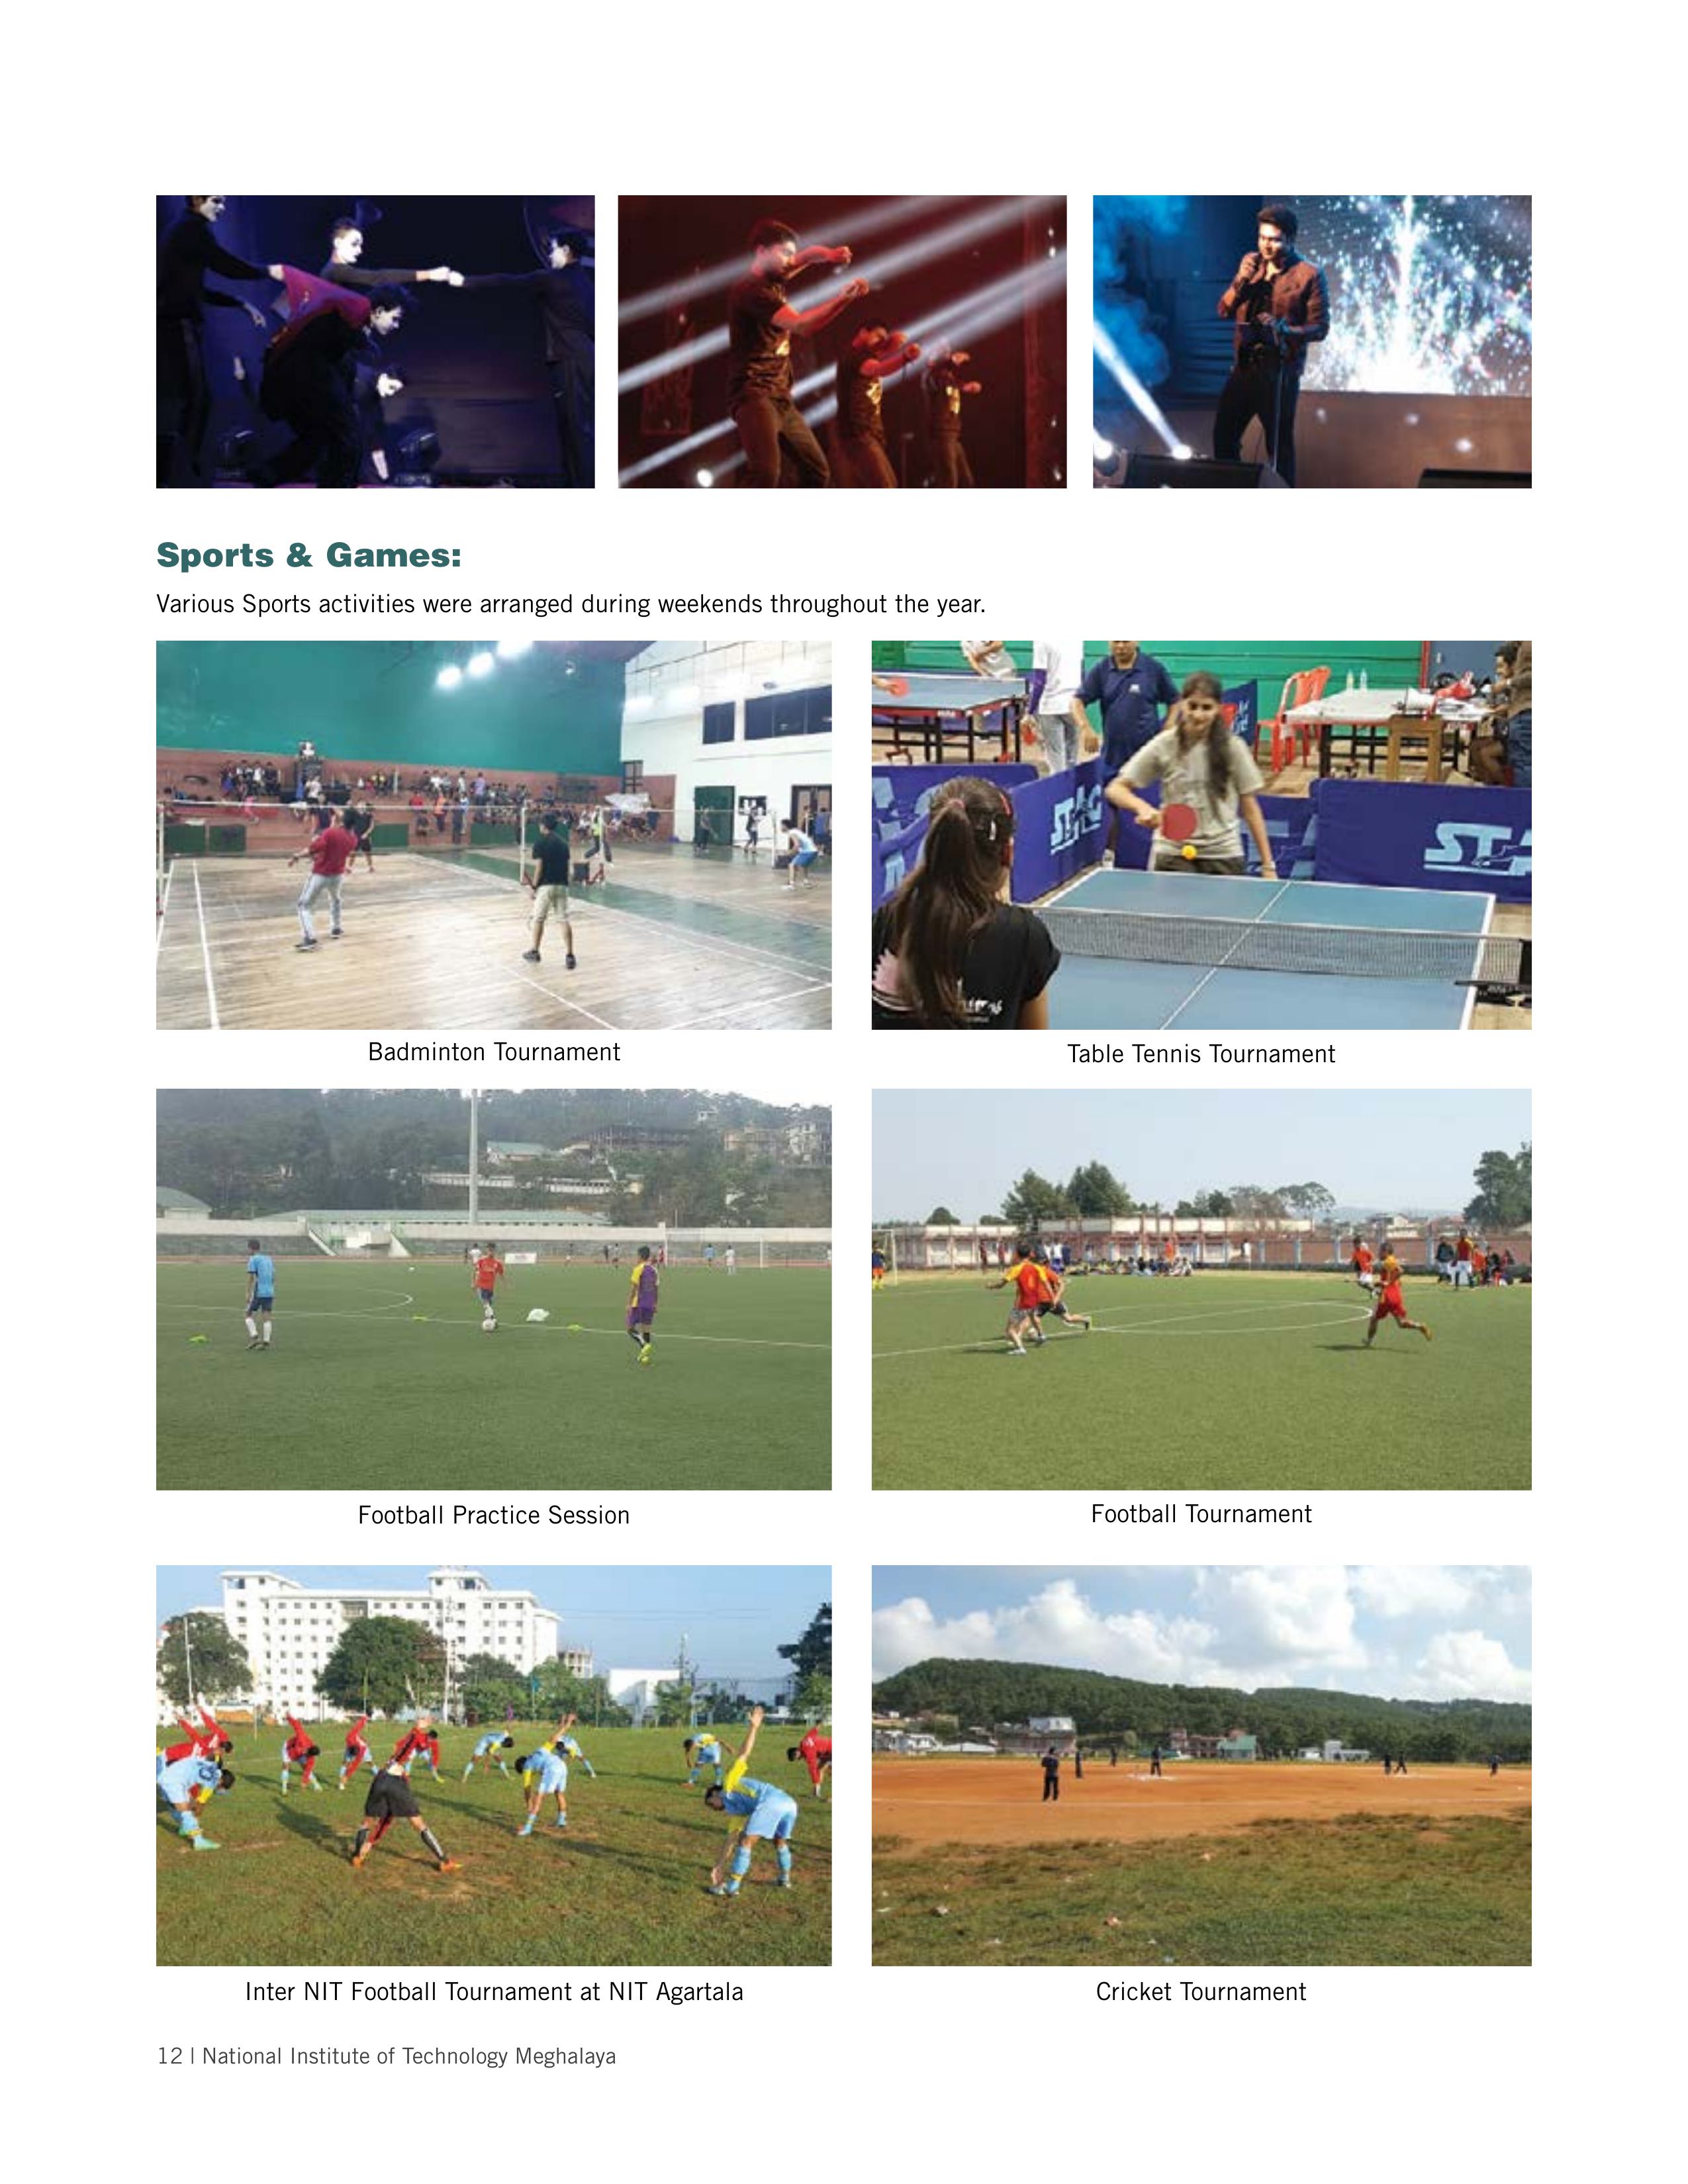 Sports & Games:
Various Sports activities were arranged during weekends throughout the year.
STAG
Badminton Tournament
Table Tennis Tournament
Football Practice Session
Football Tournament
Inter NIT Football Tournament at NIT Agartala
Cricket Tournament
12 | National Institute of Technology Meghalaya